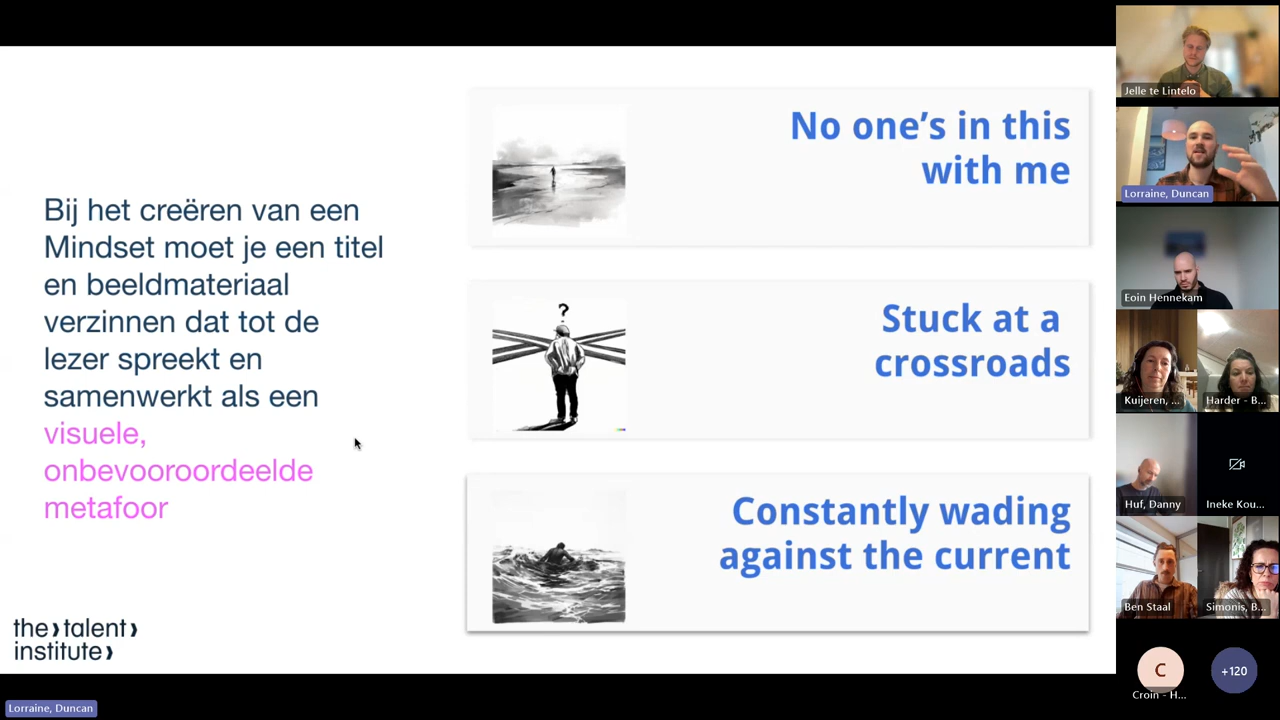 Bij het creëren van een
Mindset moet je een titel
en beeldmateriaal
verzinnen dat tot de
lezer spreekt en
samenwerkt als een
visuele,
onbevooroordeelde
metafoor
the talent
institute
No one’s in this
with me
?
Stuck at a
crossroads
Constantly wading
against the current
Jelle te Lintelo
Lorraine, Duncan
Eoin Hennekam
Kuijeren, ...
Harder - B...
Huf, Danny
Ineke Kou...
Ben Staal
Simonis, B...
C
Croin - H...
+120
Lorraine, Duncan